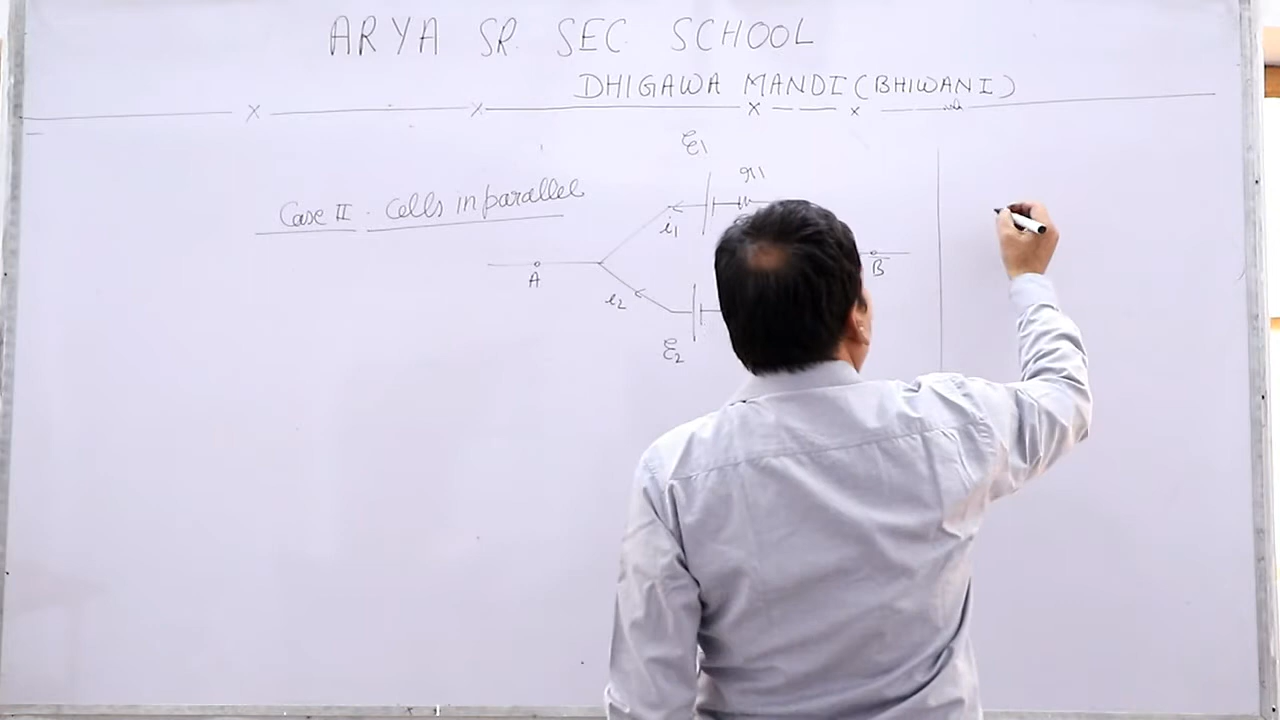 ARYA SR. SEC. SCHOOL
DHIGAWA MANDI (BHIWANI)
Case II. Cells in parallel
ℰ1
r1
i1
A
B
i2
ℰ2